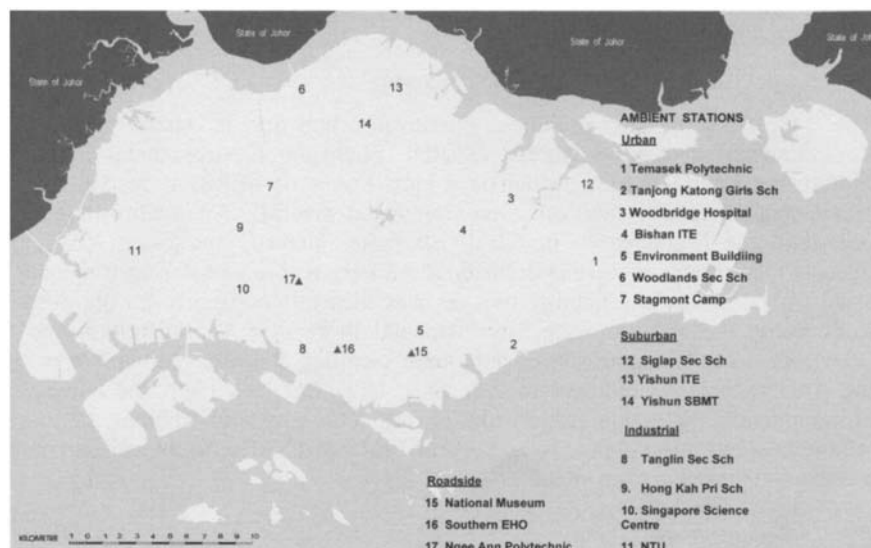 State of Johor
State of Johor
State of Johor
State of Johor
6
13
14
7
12
3
9
4
11
1
10
17
5
8
16
15
2
AMBIENT STATIONS
Urban
1 Temasek Polytechnic
2 Tanjong Katong Girls Sch
3 Woodbridge Hospital
4 Bishan ITE
5 Environment Buildiing
6 Woodlands Sec Sch
7 Stagmont Camp
Suburban
12 Siglap Sec Sch
13 Yishun ITE
14 Yishun SBMT
Industrial
8 Tanglin Sec Sch
9. Hong Kah Pri Sch
10. Singapore Science
Centre
11 NTU
Roadside
15 National Museum
16 Southern EHO
17 Ngee Ann Polytechnic
KILOMETRE 1 0 1 2 3 4 5 6 7 8 9 10